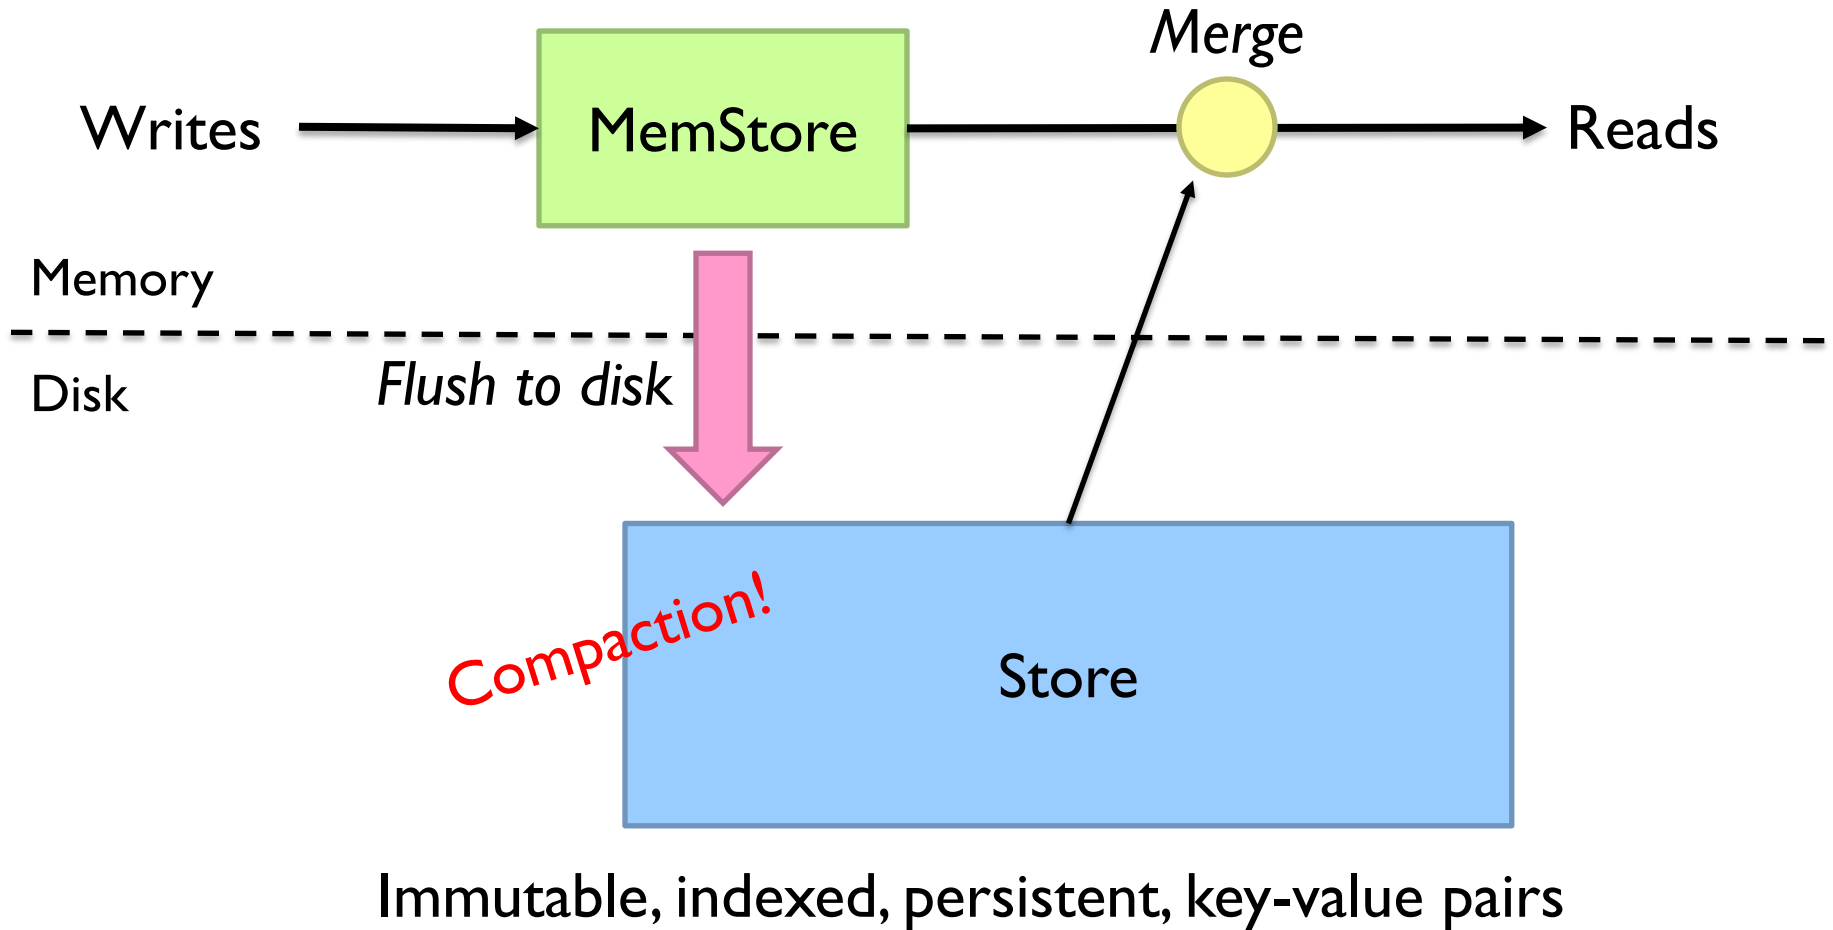 Merge
Writes
MemStore
Reads
Memory
Disk
Flush to disk
Compaction!
Store
Immutable, indexed, persistent, key-value pairs